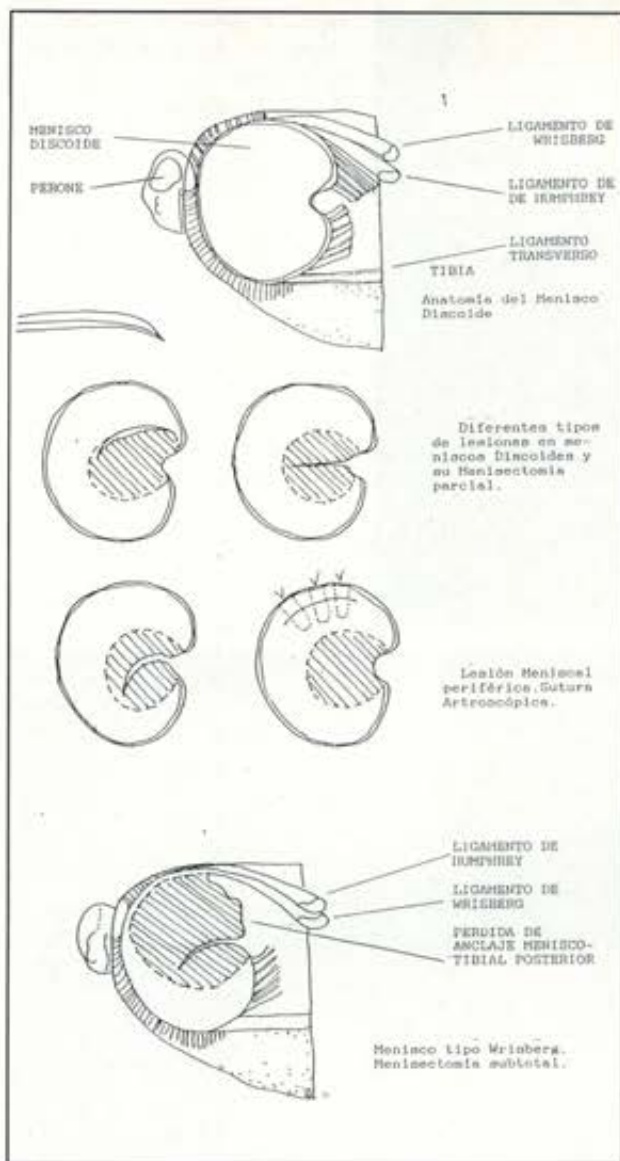 1
MENISCO
DISCOIDE
PERONE
LIGAMENTO DE
WRISBERG
LIGAMENTO DE
DE HUMPHREY
LIGAMENTO
TRANSVERSO
TIBIA
Anatomía del Menisco
Discoide
Diferentes tipos
de lesiones en me-
niscos Discoides y
su Menisectomía
parcial.
Lesión Meniscal
periférica.Sutura
Artroscópica.
LIGAMENTO DE
HUMPHREY
LIGAMENTO DE
WRISBERG
PERDIDA DE
ANCLAJE MENISCO-
TIBIAL POSTERIOR
Menisco tipo Wrisberg.
Menisectomía subtotal.